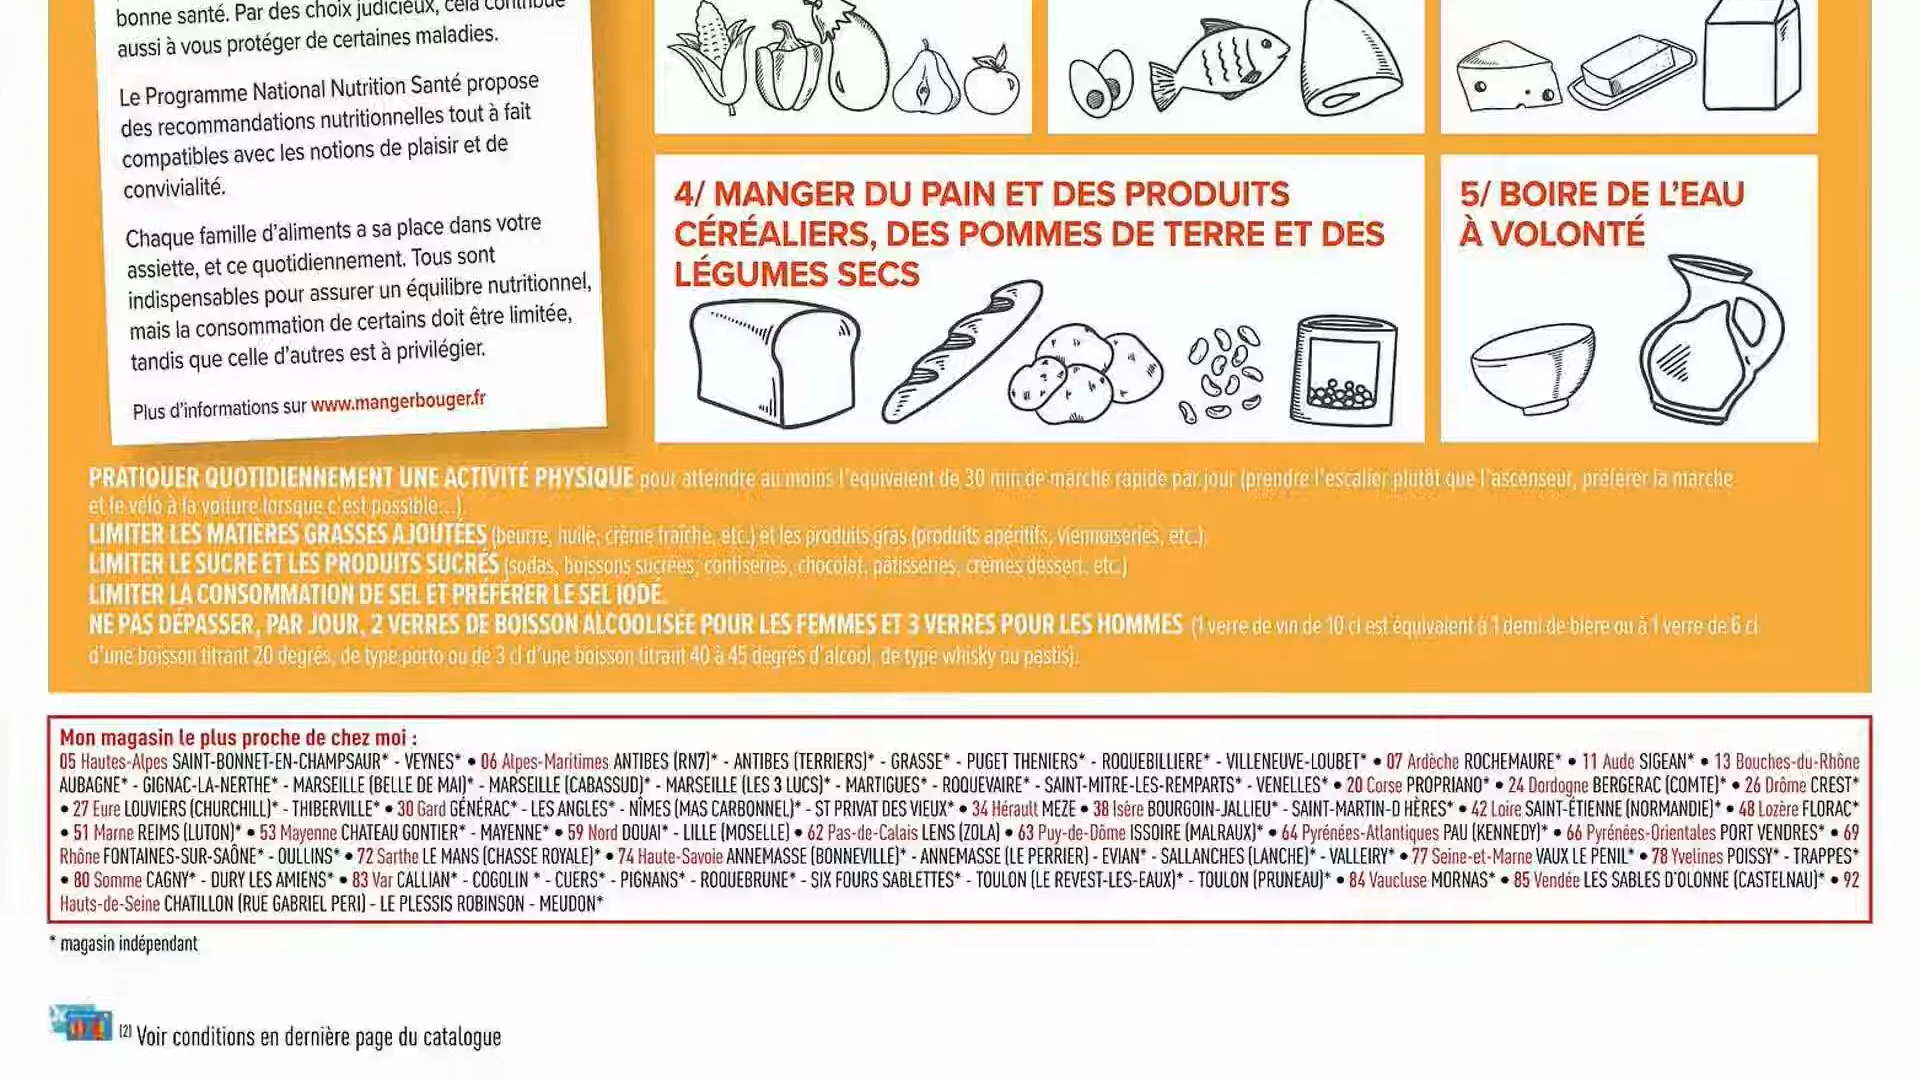 bonne santé. Par des choix judicieux, cela contribue
aussi à vous protéger de certaines maladies.
Le Programme National Nutrition Santé propose
des recommandations nutritionnelles tout à fait
compatibles avec les notions de plaisir et de
convivialité.
Chaque famille d'aliments a sa place dans votre
assiette, et ce quotidiennement. Tous sont
indispensables pour assurer un équilibre nutritionnel,
mais la consommation de certains doit être limitée,
tandis que celle d'autres est à privilégier.
Plus d'informations sur www.mangerbouger.fr
4/ MANGER DU PAIN ET DES PRODUITS
CÉRÉALIERS, DES POMMES DE TERRE ET DES
LÉGUMES SECS
5/ BOIRE DE L'EAU
À VOLONTÉ
PRATIQUER QUOTIDIENNEMENT UNE ACTIVITÉ PHYSIQUE pour atteindre au moins l'équivalent de 30 min de marche rapide par jour (prendre l'escalier plutôt que l'ascenseur, préférer la marche
et le vélo à la voiture lorsque c'est possible...).
LIMITER LES MATIÈRES GRASSES AJOUTÉES (beurre, huile, crème fraîche, etc.) et les produits gras (produits apéritifs, viennoiseries, etc.).
LIMITER LE SUCRE ET LES PRODUITS SUCRÉS (sodas, boissons sucrées, confiseries, chocolat, pâtisseries, crèmes dessert, etc.)
LIMITER LA CONSOMMATION DE SEL ET PRÉFÉRER LE SEL IODÉ.
NE PAS DÉPASSER, PAR JOUR, 2 VERRES DE BOISSON ALCOOLISÉE POUR LES FEMMES ET 3 VERRES POUR LES HOMMES (1 verre de vin de 10 cl est équivalent à 1 demi de bière ou à 1 verre de 6 cl
d'une boisson titrant 20 degrés, de type porto ou de 3 cl d'une boisson titrant 40 à 45 degrés d'alcool, de type whisky ou pastis).
Mon magasin le plus proche de chez moi :
05 Hautes-Alpes SAINT-BONNET-EN-CHAMPSAUR* - VEYNES* • 06 Alpes-Maritimes ANTIBES (RN7)* - ANTIBES (TERRIERS)* - GRASSE* - PUGET THENIERS* - ROQUEBILLIERE* - VILLENEUVE-LOUBET* • 07 Ardèche ROCHEMAURE* • 11 Aude SIGEAN* • 13 Bouches-du-Rhône
AUBAGNE* - GIGNAC-LA-NERTHE* - MARSEILLE (BELLE DE MAI)* - MARSEILLE (CABASSUD)* - MARSEILLE (LES 3 LUCS)* - MARTIGUES* - ROQUEVAIRE* - SAINT-MITRE-LES-REMPARTS* - VENELLES* • 20 Corse PROPRIANO* • 24 Dordogne BERGERAC (COMTE)* • 26 Drôme CREST*
• 27 Eure LOUVIERS (CHURCHILL)* - THIBERVILLE* • 30 Gard GÉNÉRAC* - LES ANGLES* - NÎMES (MAS CARBONNEL)* - ST PRIVAT DES VIEUX* • 34 Hérault MEZE • 38 Isère BOURGOIN-JALLIEU* - SAINT-MARTIN-D HÈRES* • 42 Loire SAINT-ÉTIENNE (NORMANDIE)* • 48 Lozère FLORAC*
• 51 Marne REIMS (LUTON)* • 53 Mayenne CHATEAU GONTIER* - MAYENNE* • 59 Nord DOUAI* - LILLE (MOSELLE) • 62 Pas-de-Calais LENS (ZOLA) • 63 Puy-de-Dôme ISSOIRE (MALRAUX)* • 64 Pyrénées-Atlantiques PAU (KENNEDY)* • 66 Pyrénées-Orientales PORT VENDRES* • 69
Rhône FONTAINES-SUR-SAÔNE* - OULLINS* • 72 Sarthe LE MANS (CHASSE ROYALE)* • 74 Haute-Savoie ANNEMASSE (BONNEVILLE)* - ANNEMASSE (LE PERRIER) - EVIAN* - SALLANCHES (LANCHE)* - VALLEIRY* • 77 Seine-et-Marne VAUX LE PENIL* • 78 Yvelines POISSY* - TRAPPES*
• 80 Somme CAGNY* - DURY LES AMIENS* • 83 Var CALLIAN* - COGOLIN * - CUERS* - PIGNANS* - ROQUEBRUNE* - SIX FOURS SABLETTES* - TOULON (LE REVEST-LES-EAUX)* - TOULON (PRUNEAU)* • 84 Vaucluse MORNAS* • 85 Vendée LES SABLES D'OLONNE (CASTELNAU)* • 92
Hauts-de-Seine CHATILLON (RUE GABRIEL PERI) - LE PLESSIS ROBINSON - MEUDON*
* magasin indépendant
(2) Voir conditions en dernière page du catalogue